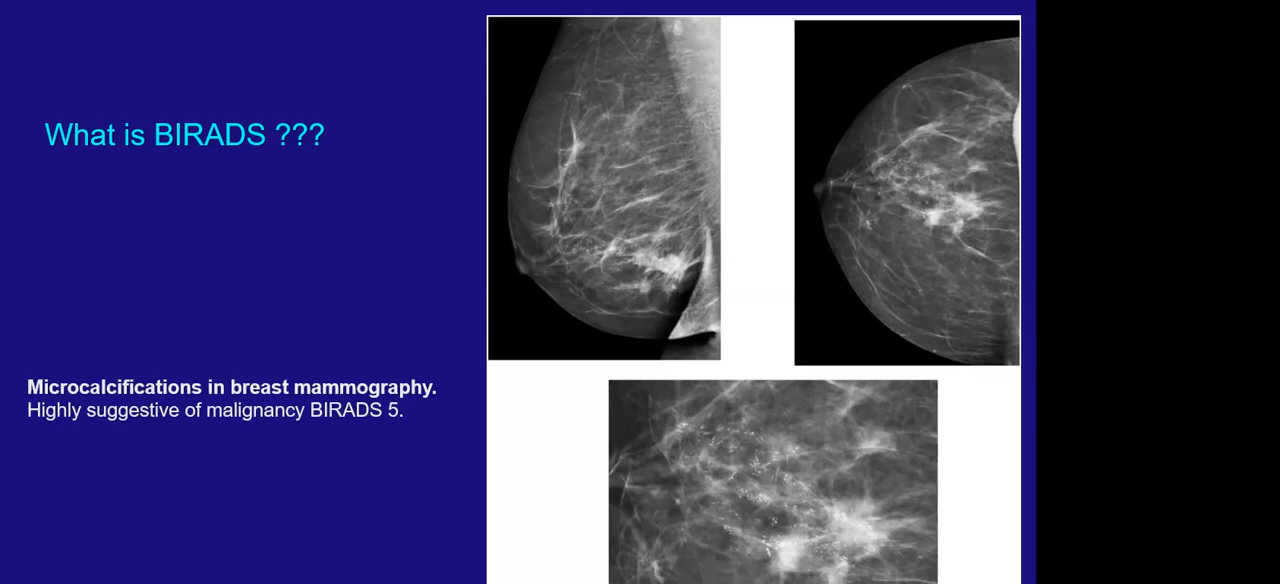 What is BIRADS ???
Microcalcifications in breast mammography.
Highly suggestive of malignancy BIRADS 5.